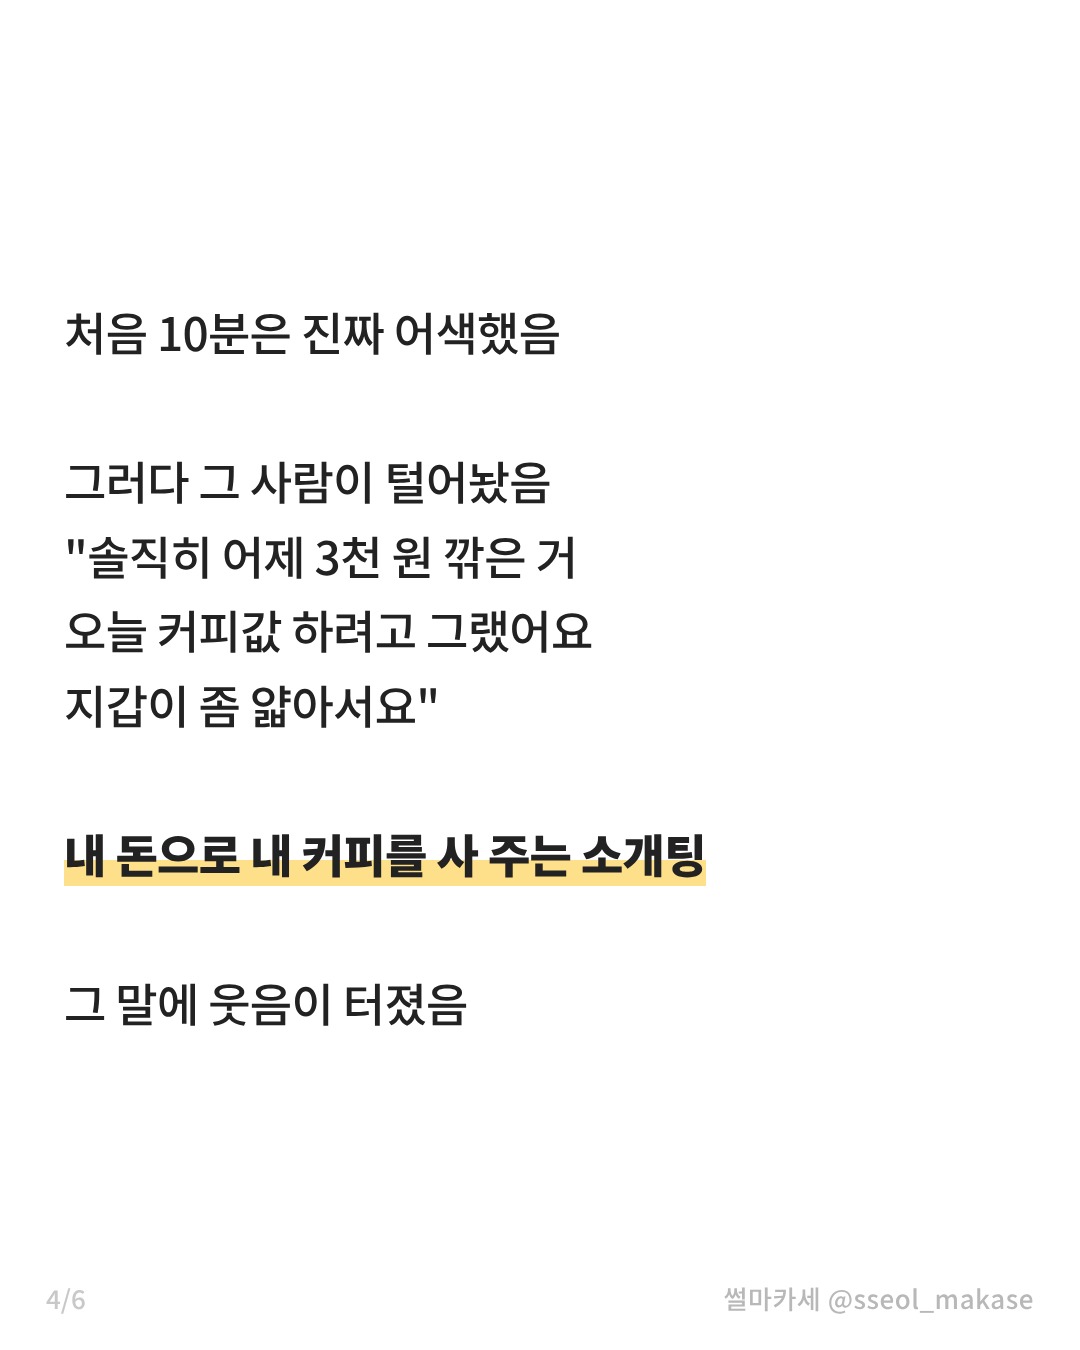 처음 10분은 진짜 어색했음
그러다 그 사람이 털어놨음
"솔직히 어제 3천 원 깎은 거
오늘 커피값 하려고 그랬어요
지갑이 좀 얇아서요"
내 돈으로 내 커피를 사 주는 소개팅
그 말에 웃음이 터졌음
4/6
썰마카세 @sseol_makase